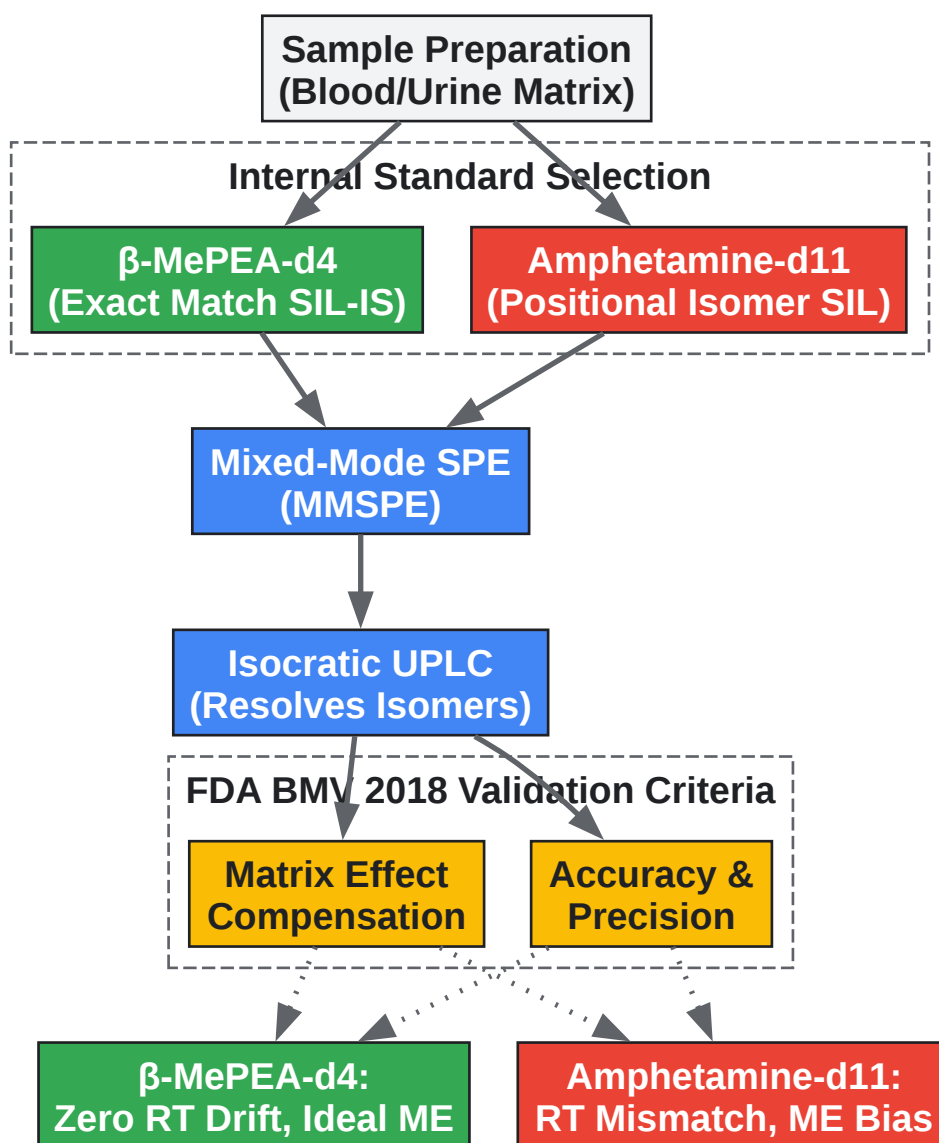 Sample Preparation
(Blood/Urine Matrix)
Internal Standard Selection
β-MePEA-d4
(Exact Match SIL-IS)
Amphetamine-d11
(Positional Isomer SIL)
Mixed-Mode SPE
(MMSPE)
Isocratic UPLC
(Resolves Isomers)
FDA BMV 2018 Validation Criteria
Matrix Effect
Compensation
Accuracy &
Precision
β-MePEA-d4:
Zero RT Drift, Ideal ME
Amphetamine-d11:
RT Mismatch, ME Bias